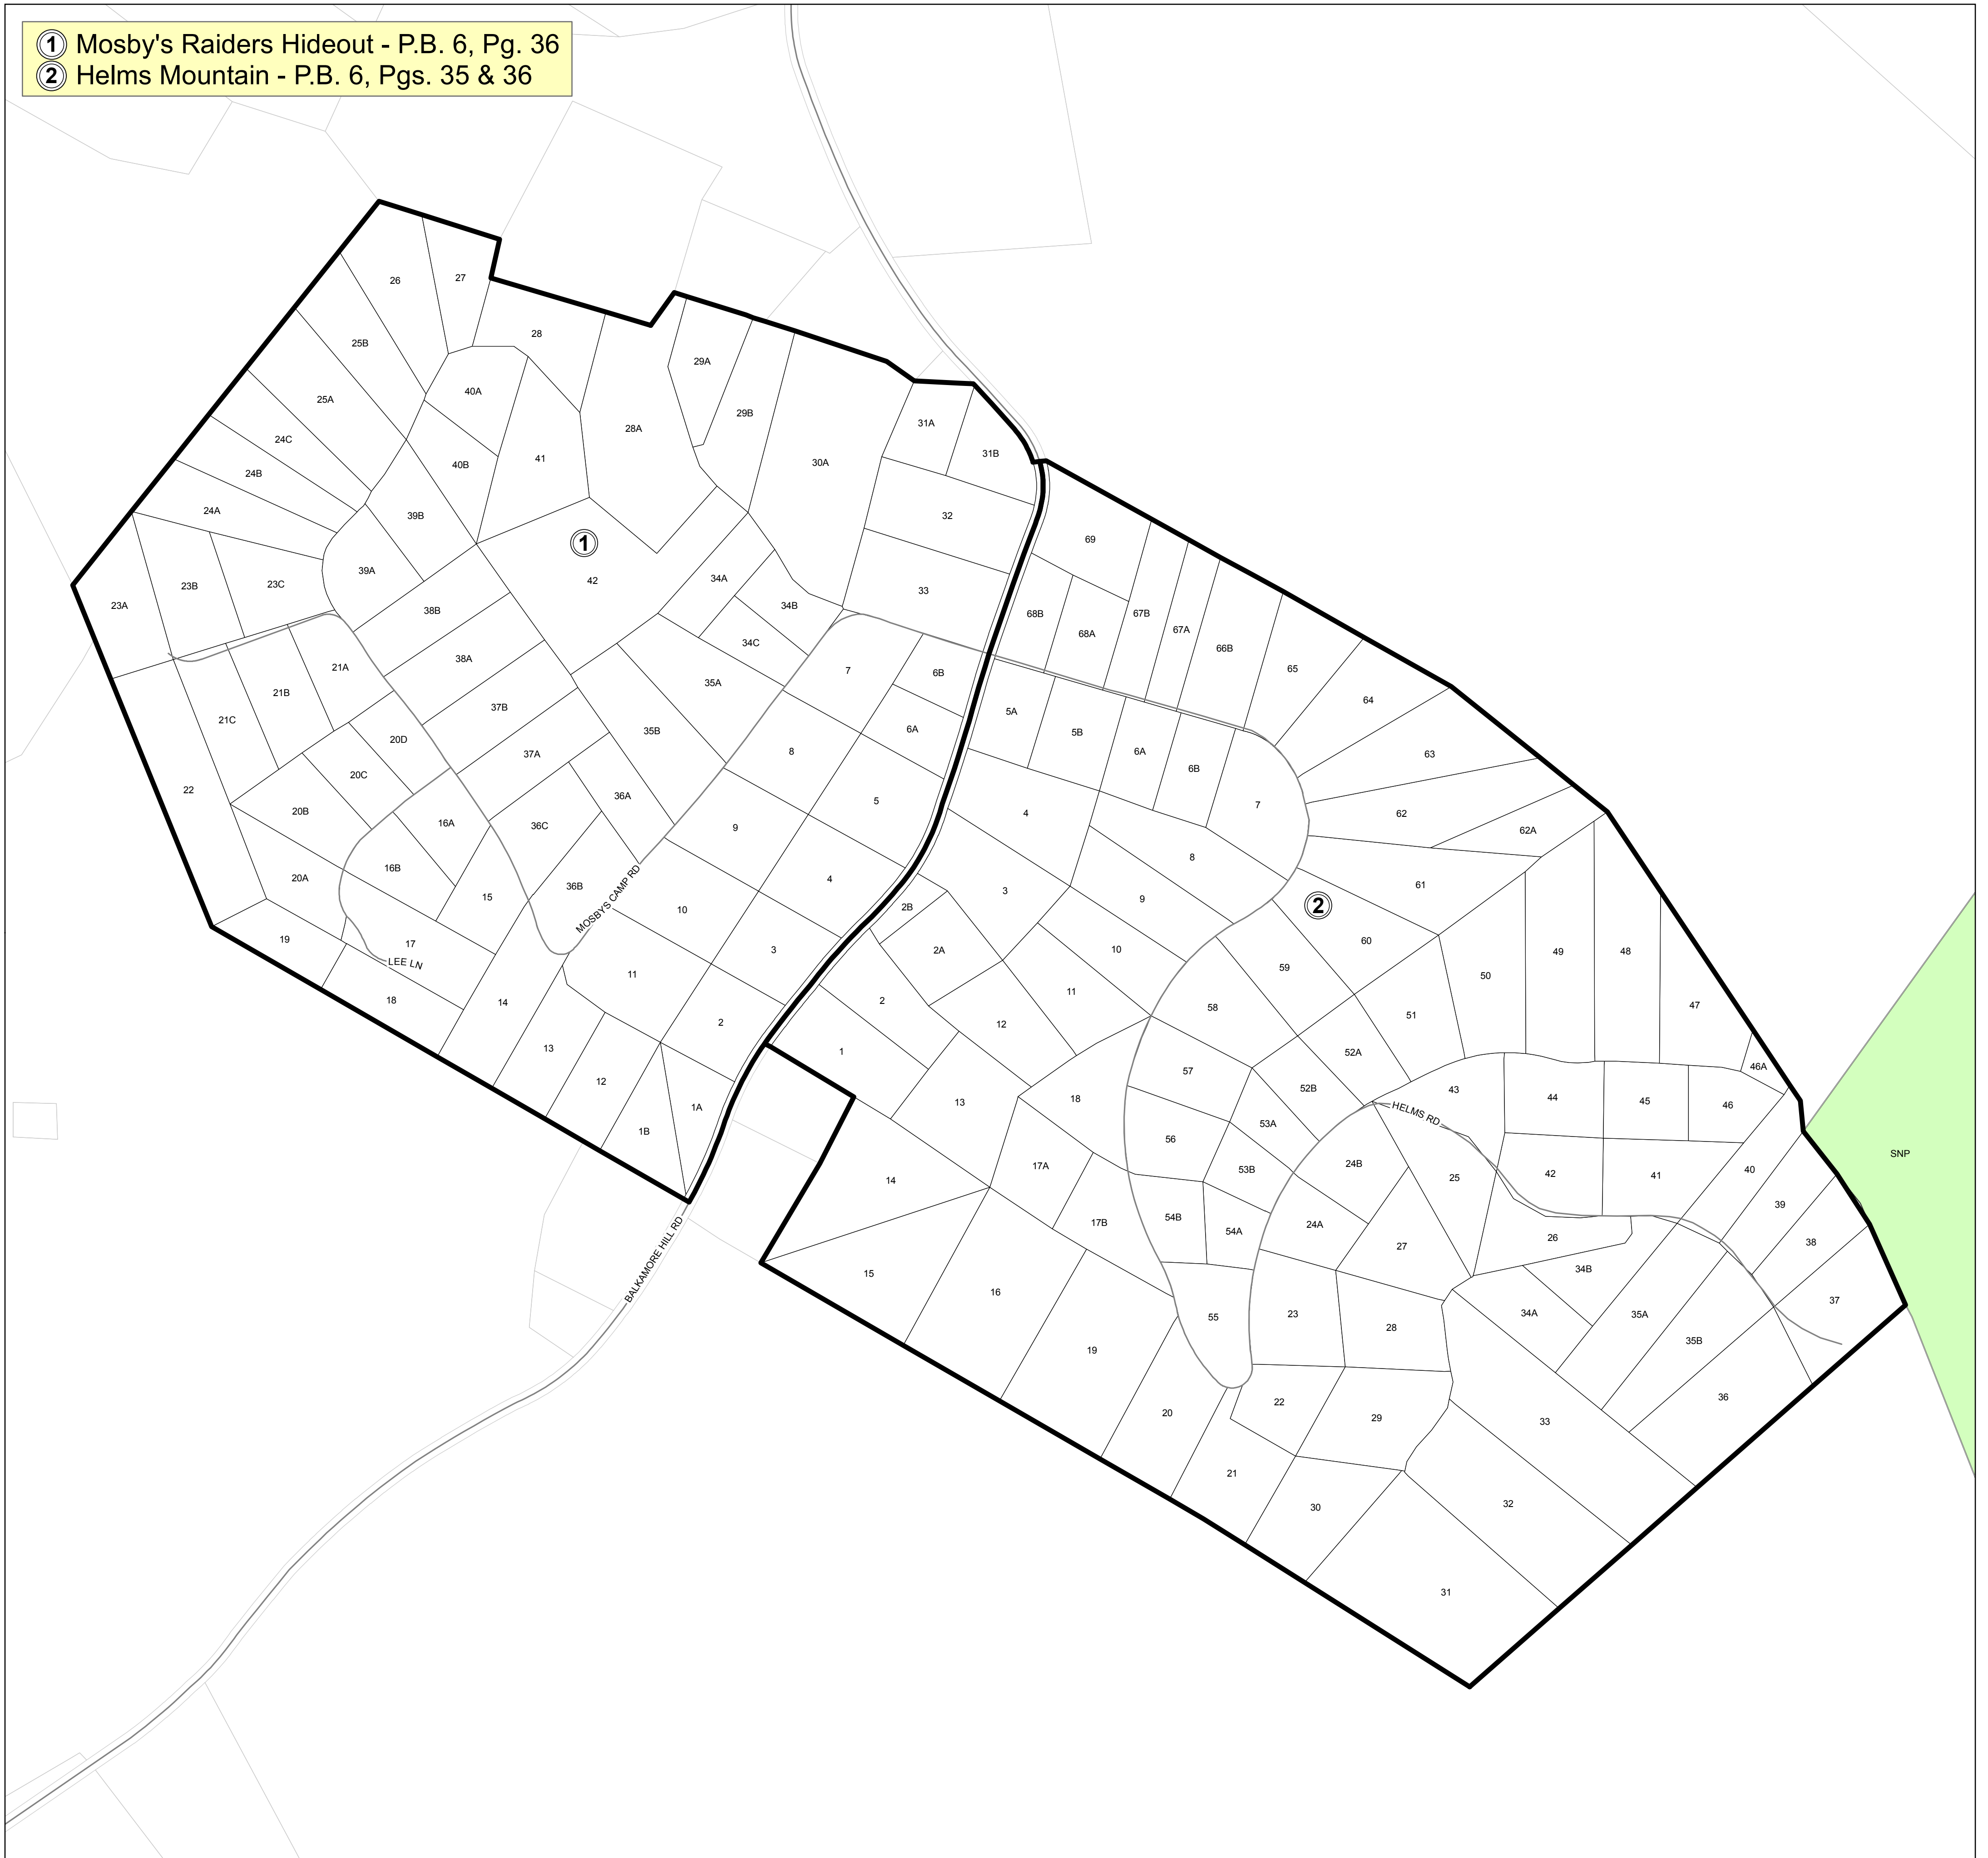 1 Mosby's Raiders Hideout - P.B. 6, Pg. 36
2 Helms Mountain - P.B. 6, Pgs. 35 & 36
26
27
28
25B
29A
40A
25A
29B
31A
28A
24C
31B
41
40B
30A
24B
24A
39B
32
1
39A
42
34A
23C
23B
23A
38B
34B
33
34C
21A
38A
7
6B
35A
21B
37B
21C
35B
6A
20D
8
37A
20C
22
36A
5
20B
16A
36C
9
16B
20A
36B
4
15
MOSBYS CAMP RD
10
19
17
LEE LN
3
11
18
14
2
13
12
1A
1B
69
68B
68A
67B
67A
66B
65
64
5A
5B
6A
6B
63
7
4
62
62A
8
61
3
9
2B
2
60
2A
10
59
49
48
50
11
2
58
51
47
12
1
52A
57
52B
43
46A
13
18
44
45
46
HELMS RD
53A
56
17A
53B
24B
25
42
41
40
SNP
14
39
54B
17B
54A
24A
27
26
38
15
34B
16
55
23
28
34A
35A
37
35B
19
36
22
20
29
33
21
30
32
31
BALKAMORE HILL RD